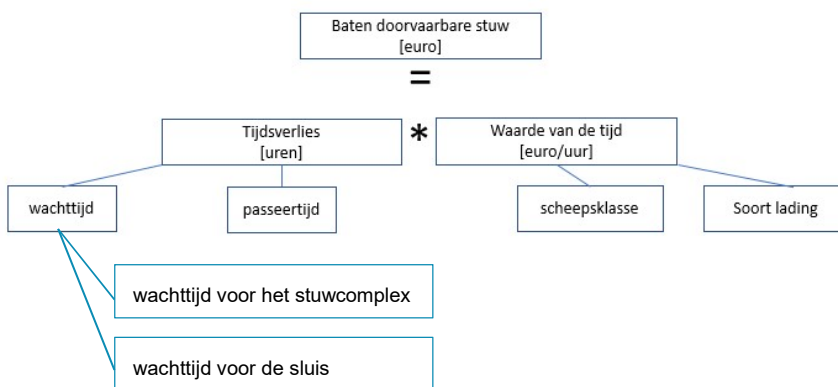 Baten doorvaarbare stuw
[euro]
=
Tijdsverlies
[uren]
*
Waarde van de tijd
[euro/uur]
wachttijd
passeertijd
scheepsklasse
Soort lading
wachttijd voor het stuwcomplex
wachttijd voor de sluis